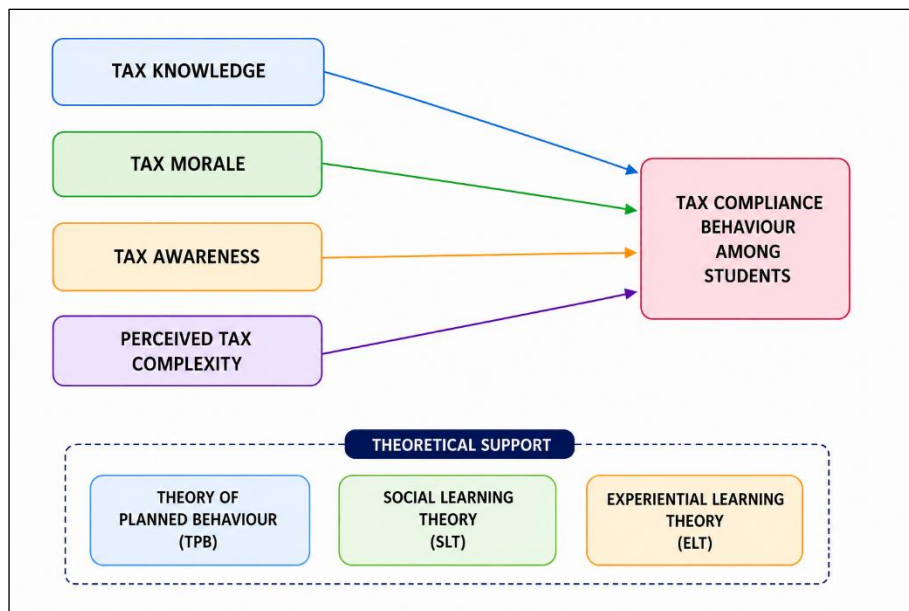 TAX KNOWLEDGE
TAX MORALE
TAX AWARENESS
PERCEIVED TAX
COMPLEXITY
TAX COMPLIANCE
BEHAVIOUR
AMONG
STUDENTS
THEORETICAL SUPPORT
THEORY OF
PLANNED BEHAVIOUR
(TPB)
SOCIAL LEARNING
THEORY
(SLT)
EXPERIENTIAL LEARNING
THEORY
(ELT)